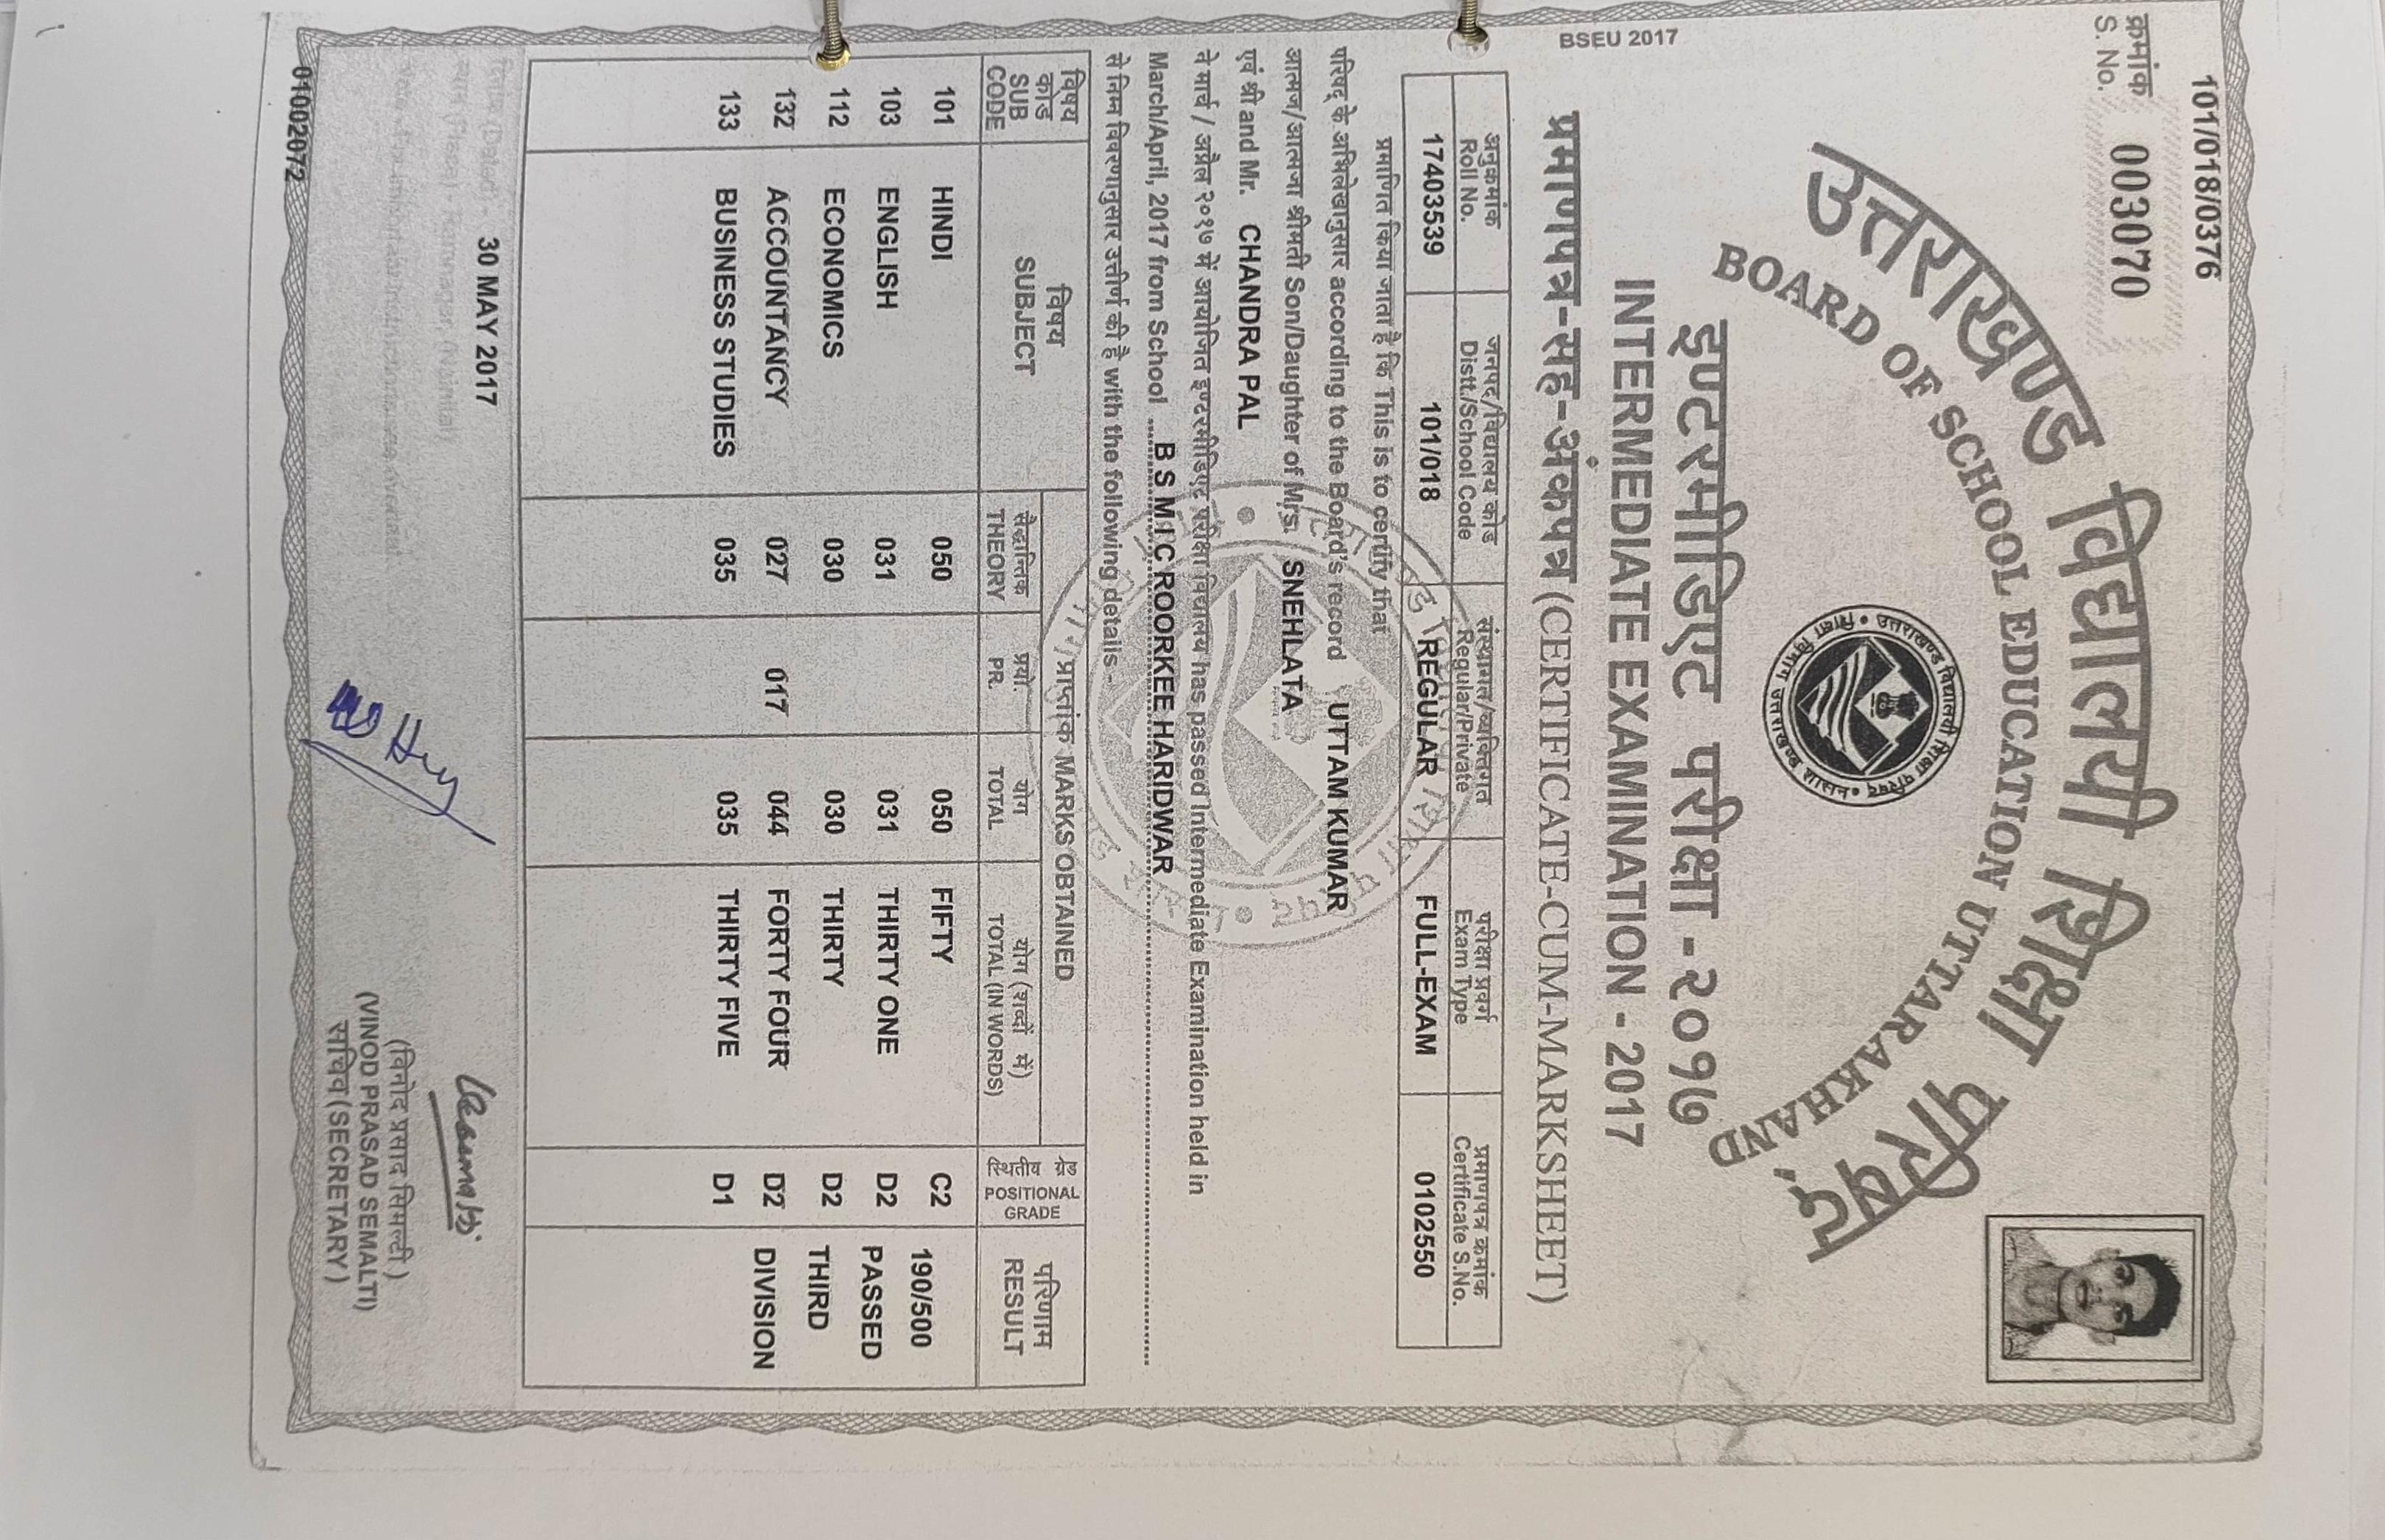 101/018/0376
क्रमांक
S. No. 003070
उत्तराखण्ड विद्यालयी शिक्षा परिषद्
BOARD OF SCHOOL EDUCATION UTTARAKHAND
BSEU 2017
इण्टरमीडिएट परीक्षा - २०१७
INTERMEDIATE EXAMINATION - 2017
प्रमाणपत्र-सह-अंकपत्र (CERTIFICATE-CUM-MARKSHEET)
अनुक्रमांक जनपद/विद्यालय कोड संस्थागत/व्यक्तिगत परीक्षा प्रवर्ग प्रमाणपत्र क्रमांक
Roll No. Distt./School Code Regular/Private Exam Type Certificate S.No.
17403539 101/018 REGULAR FULL-EXAM 0102550
प्रमाणित किया जाता है कि This is to certify that
परिषद् के अभिलेखानुसार according to the Board's record UTTAM KUMAR
आत्मज/आत्मजा श्रीमती Son/Daughter of Mrs. SNEHLATA
एवं श्री and Mr. CHANDRA PAL
ने मार्च / अप्रैल २०१७ में आयोजित इण्टरमीडिएट परीक्षा विद्यालय has passed Intermediate Examination held in
March/April, 2017 from School B S M I C ROORKEE HARIDWAR
से निम्न विवरणानुसार उत्तीर्ण की है with the following details -
विषय कोड SUB CODE
विषय SUBJECT
प्राप्तांक MARKS OBTAINED
सैद्धान्तिक THEORY
प्रयो. PR.
योग TOTAL
योग (शब्दों में) TOTAL (IN WORDS)
स्थितीय ग्रेड POSITIONAL GRADE
परिणाम RESULT
101 HINDI 050 050 FIFTY C2 190/500
103 ENGLISH 031 031 THIRTY ONE D2 PASSED
112 ECONOMICS 030 030 THIRTY D2 THIRD
132 ACCOUNTANCY 027 017 044 FORTY FOUR D2 DIVISION
133 BUSINESS STUDIES 035 035 THIRTY FIVE D1
दिनांक (Dated) - 30 MAY 2017
स्थान (Place) - Ramnagar (Nainital)
(विनोद प्रसाद सिमल्टी)
(VINOD PRASAD SEMALTI)
सचिव (SECRETARY)
01002072